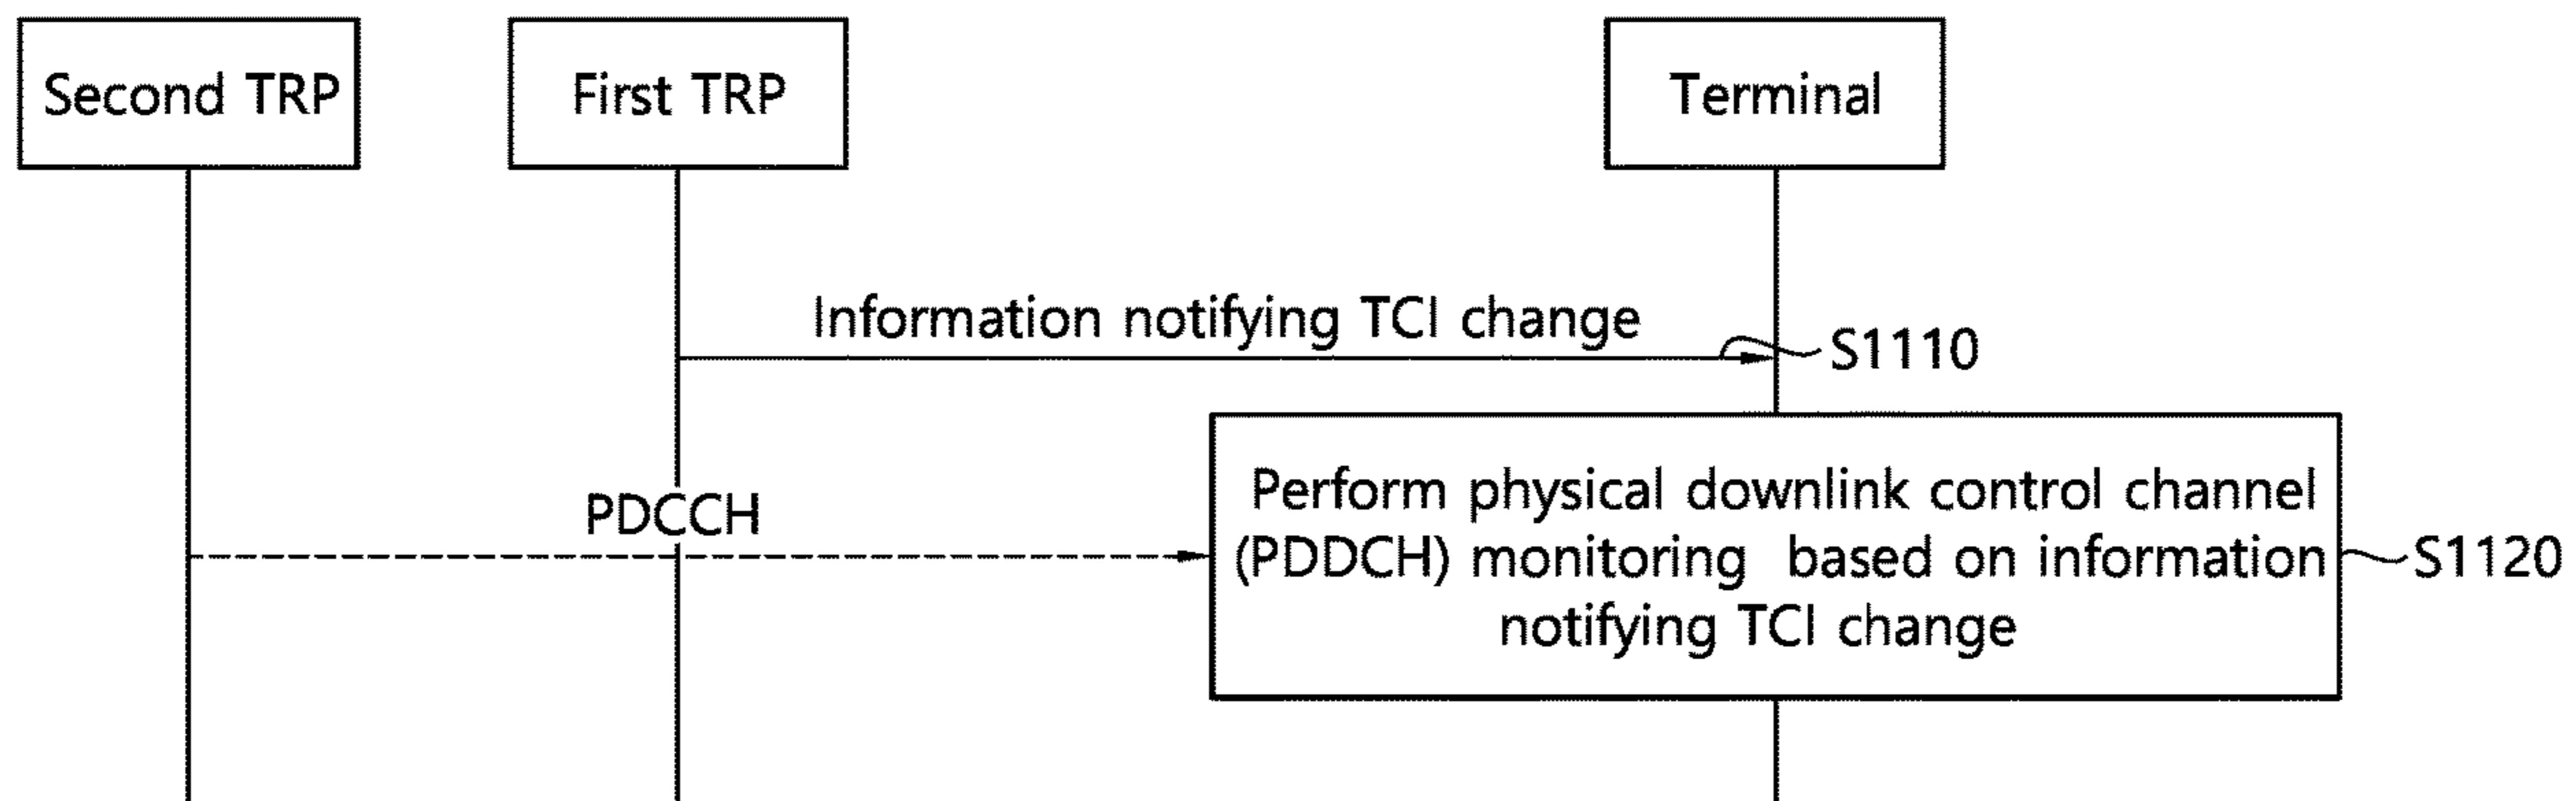 Second TRP
First TRP
Terminal
Information notifying TCI change
S1110
PDCCH
Perform physical downlink control channel
(PDDCH) monitoring based on information
notifying TCI change
S1120